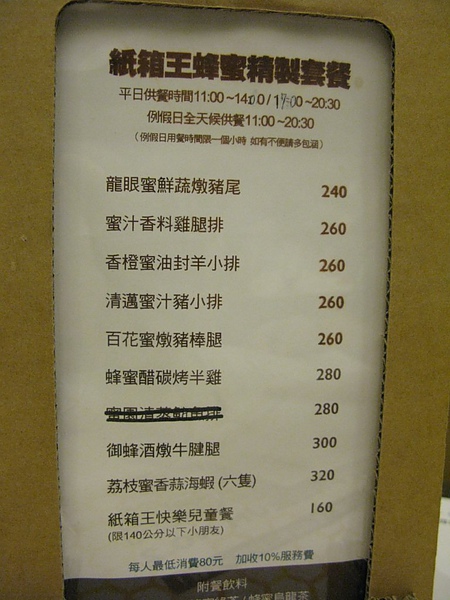 紙箱王蜂蜜精製套餐
平日供餐時間11:00~14:00/17:00~20:30
例假日全天候供餐11:00~20:30
(例假日用餐時間限一個小時 如有不便請多包涵)
龍眼蜜鮮蔬燉豬尾 240
蜜汁香料雞腿排 260
香橙蜜油封羊小排 260
清邁蜜汁豬小排 260
百花蜜燉豬棒腿 260
蜂蜜醋碳烤半雞 280
280
御蜂酒燉牛腱腿 300
荔枝蜜香蒜海蝦(六隻) 320
紙箱王快樂兒童餐 160
(限140公分以下小朋友)
每人最低消費80元 加收10%服務費
附餐飲料